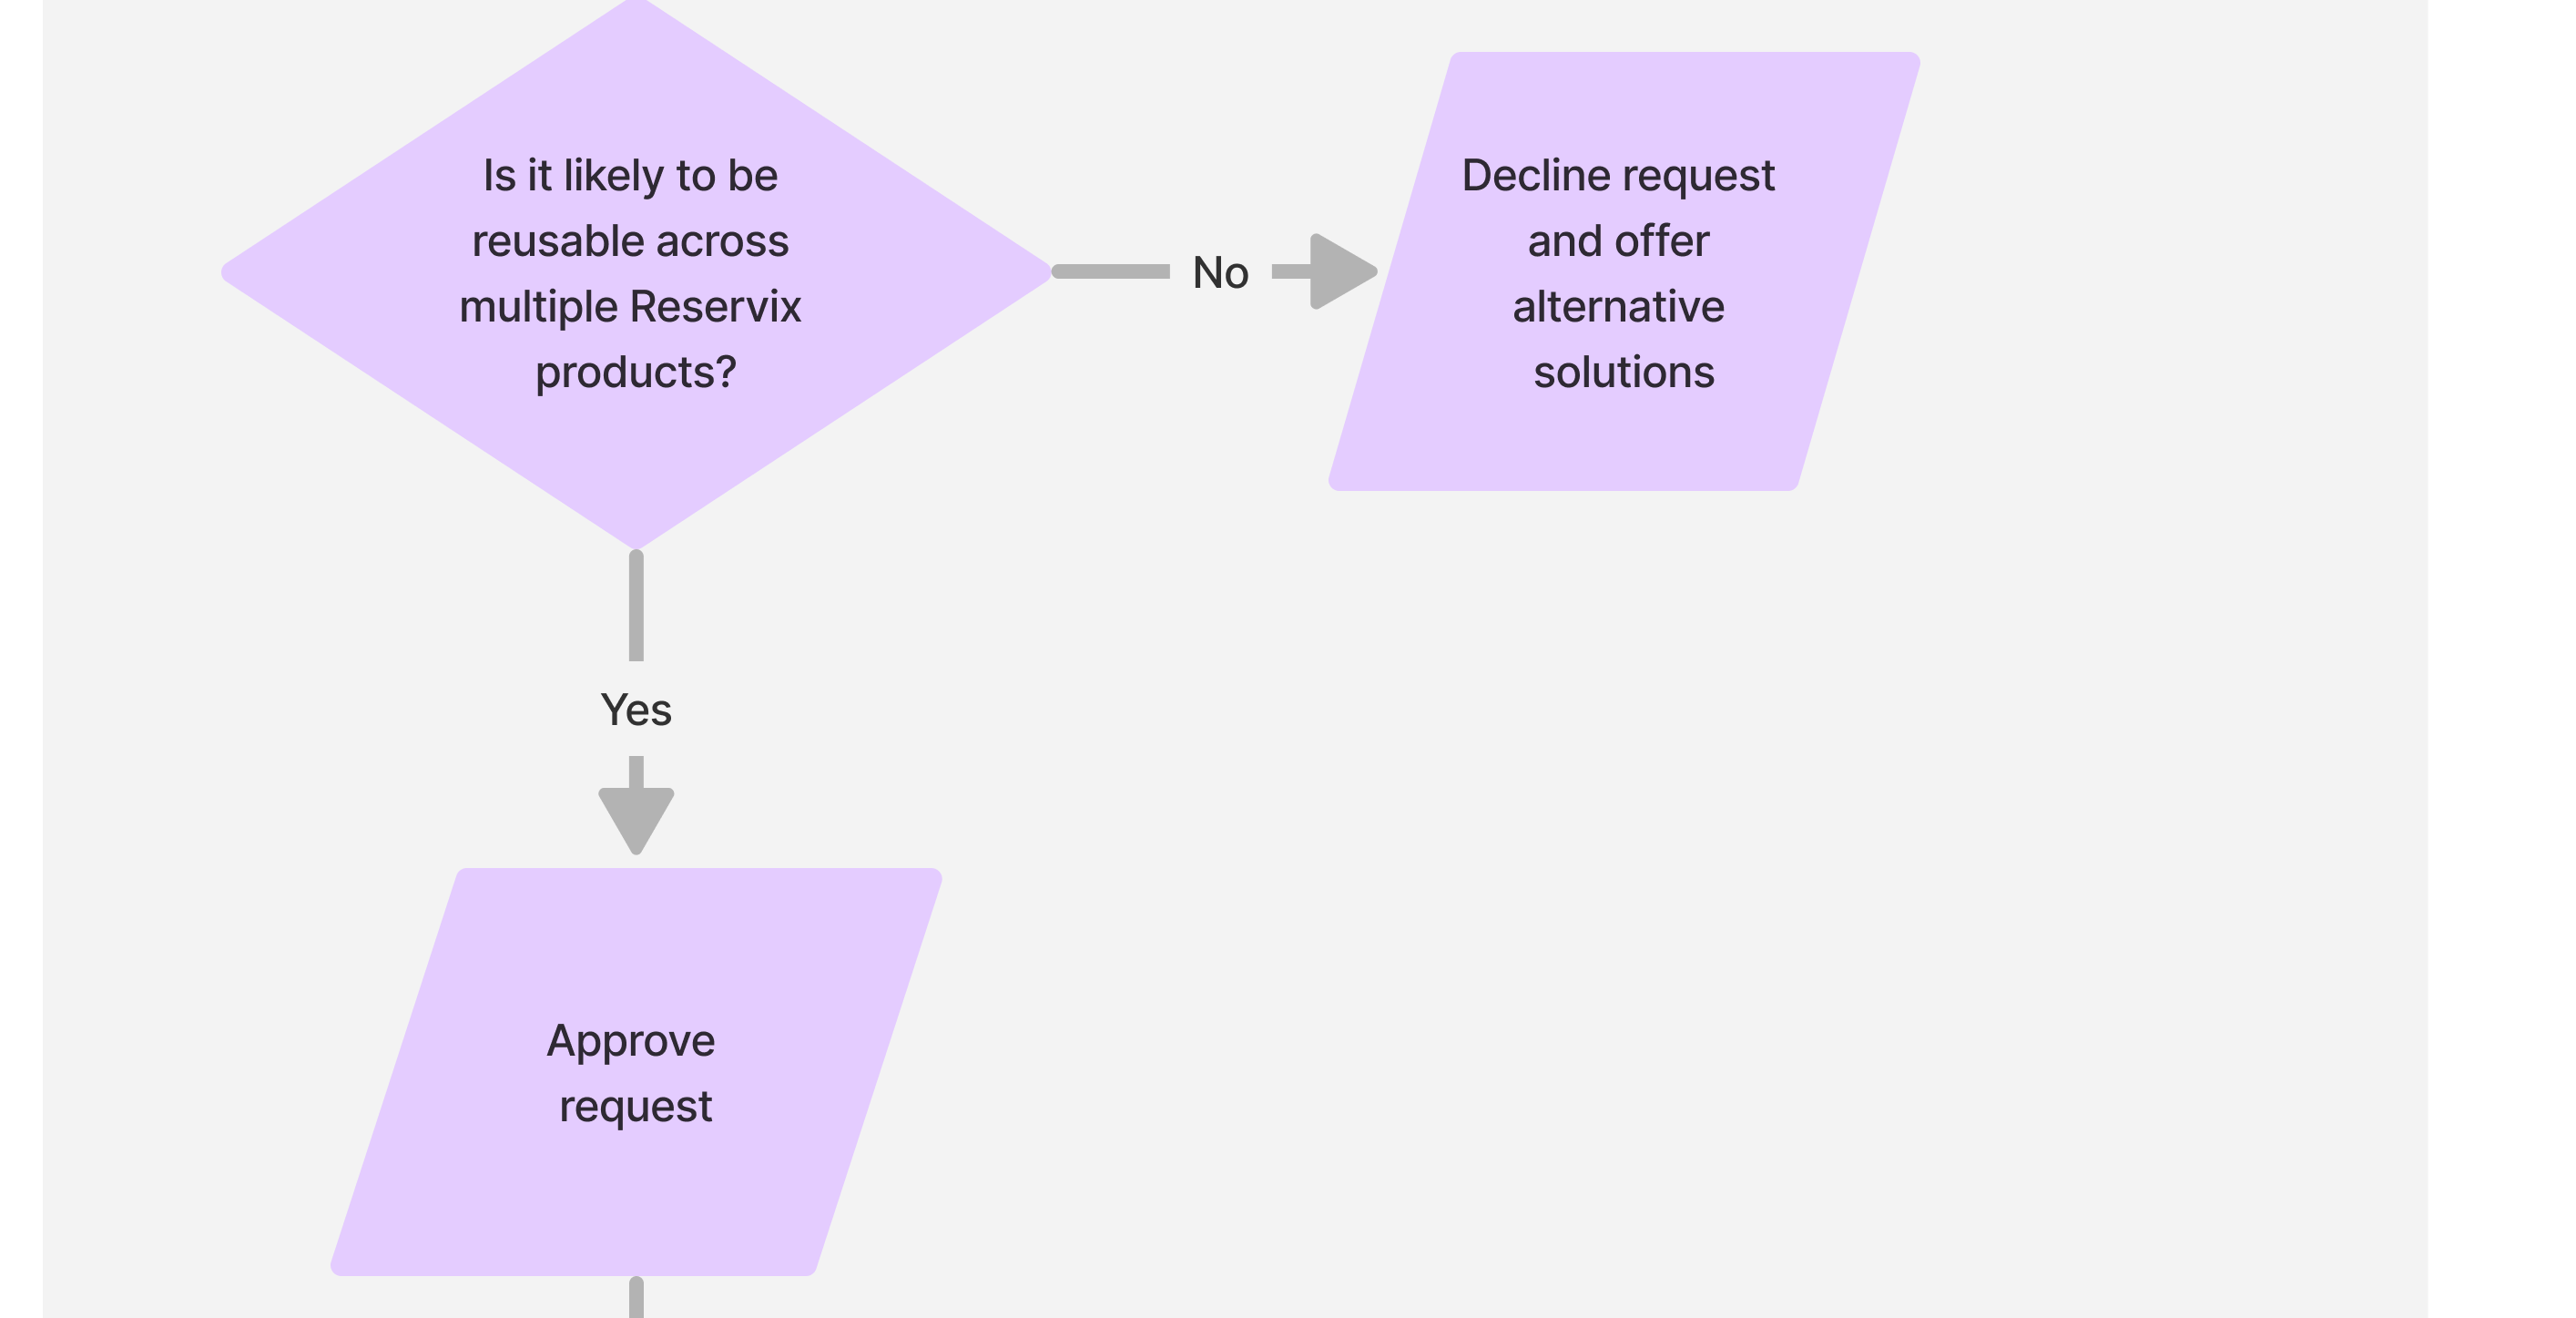 Is it likely to be
reusable across
multiple Reservix
products?
No
Decline request
and offer
alternative
solutions
Yes
Approve
request